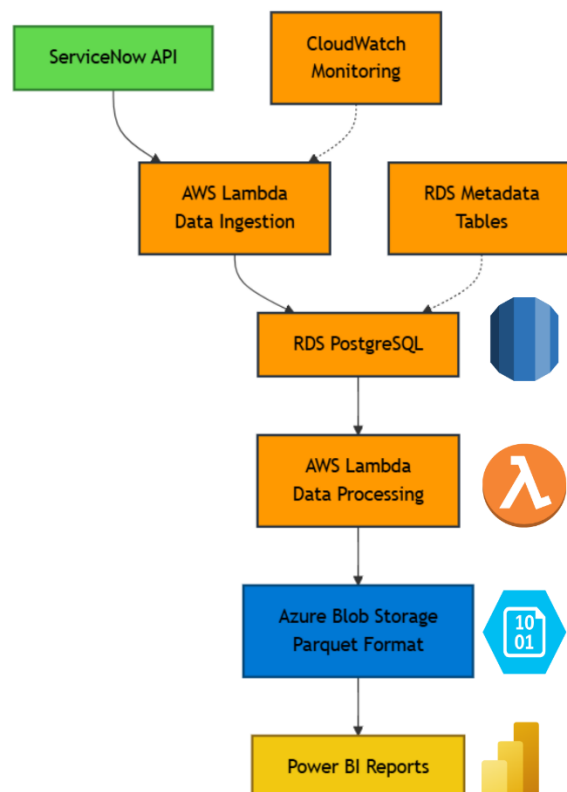 ServiceNow API
CloudWatch
Monitoring
AWS Lambda
Data Ingestion
RDS Metadata
Tables
RDS PostgreSQL
AWS Lambda
Data Processing
λ
Azure Blob Storage
Parquet Format
10
01
Power BI Reports